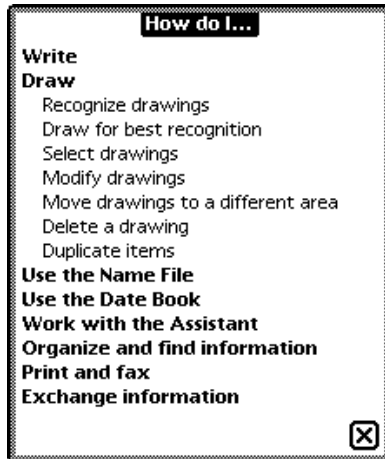 How do I...
Write
Draw
Recognize drawings
Draw for best recognition
Select drawings
Modify drawings
Move drawings to a different area
Delete a drawing
Duplicate items
Use the Name File
Use the Date Book
Work with the Assistant
Organize and find information
Print and fax
Exchange information